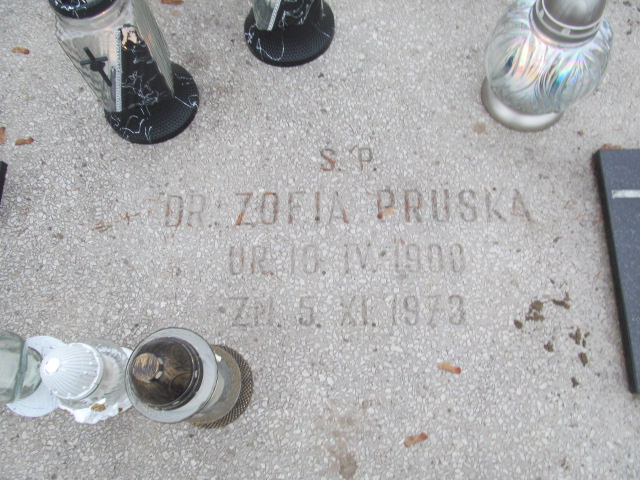 Ś. P.
DR. ZOFIA PRUSKA
UR. 10. IV. 1900
ZM. 5. XI. 1973